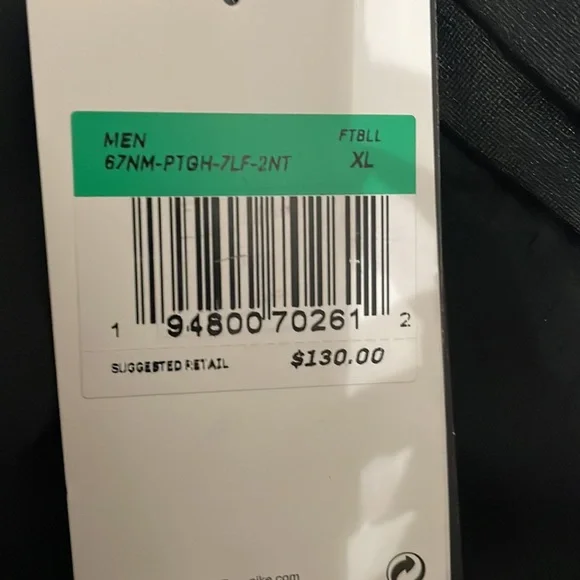 MEN
FTBLL
67NM-PTGH-7LF-2NT
XL
1 94800 70261 2
SUGGESTED RETAIL
$130.00